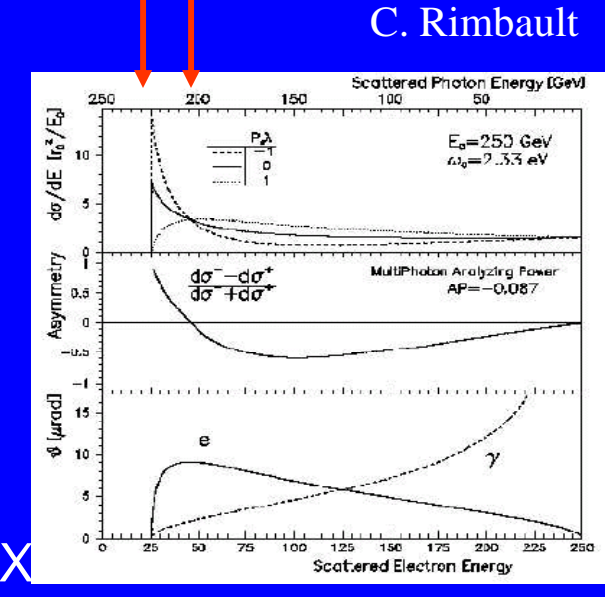 C. Rimbault
Scattered Photon Energy [GeV]
250 200 150 100 50
dσ/dE [r₀²/E₀]
10
5
0
PₑΛ
−1
0
1
E₀=250 GeV
ω₀=2.33 eV
Asymmetry
1
0.5
0
−0.5
−1
dσ⁻−dσ⁺
dσ⁻+dσ⁺
MultiPhoton Analyzing Power
AP=−0.087
ϑ [μrad]
15
10
5
0
e
γ
0 25 50 75 100 125 150 175 200 225 250
Scattered Electron Energy
X